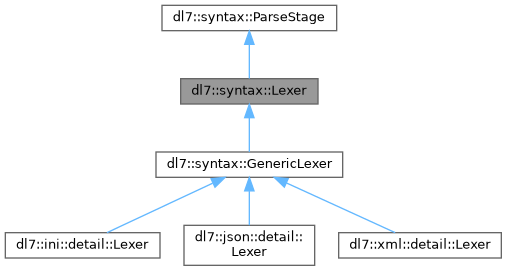 dl7::syntax::ParseStage
dl7::syntax::Lexer
dl7::syntax::GenericLexer
dl7::ini::detail::Lexer
dl7::json::detail::
Lexer
dl7::xml::detail::Lexer